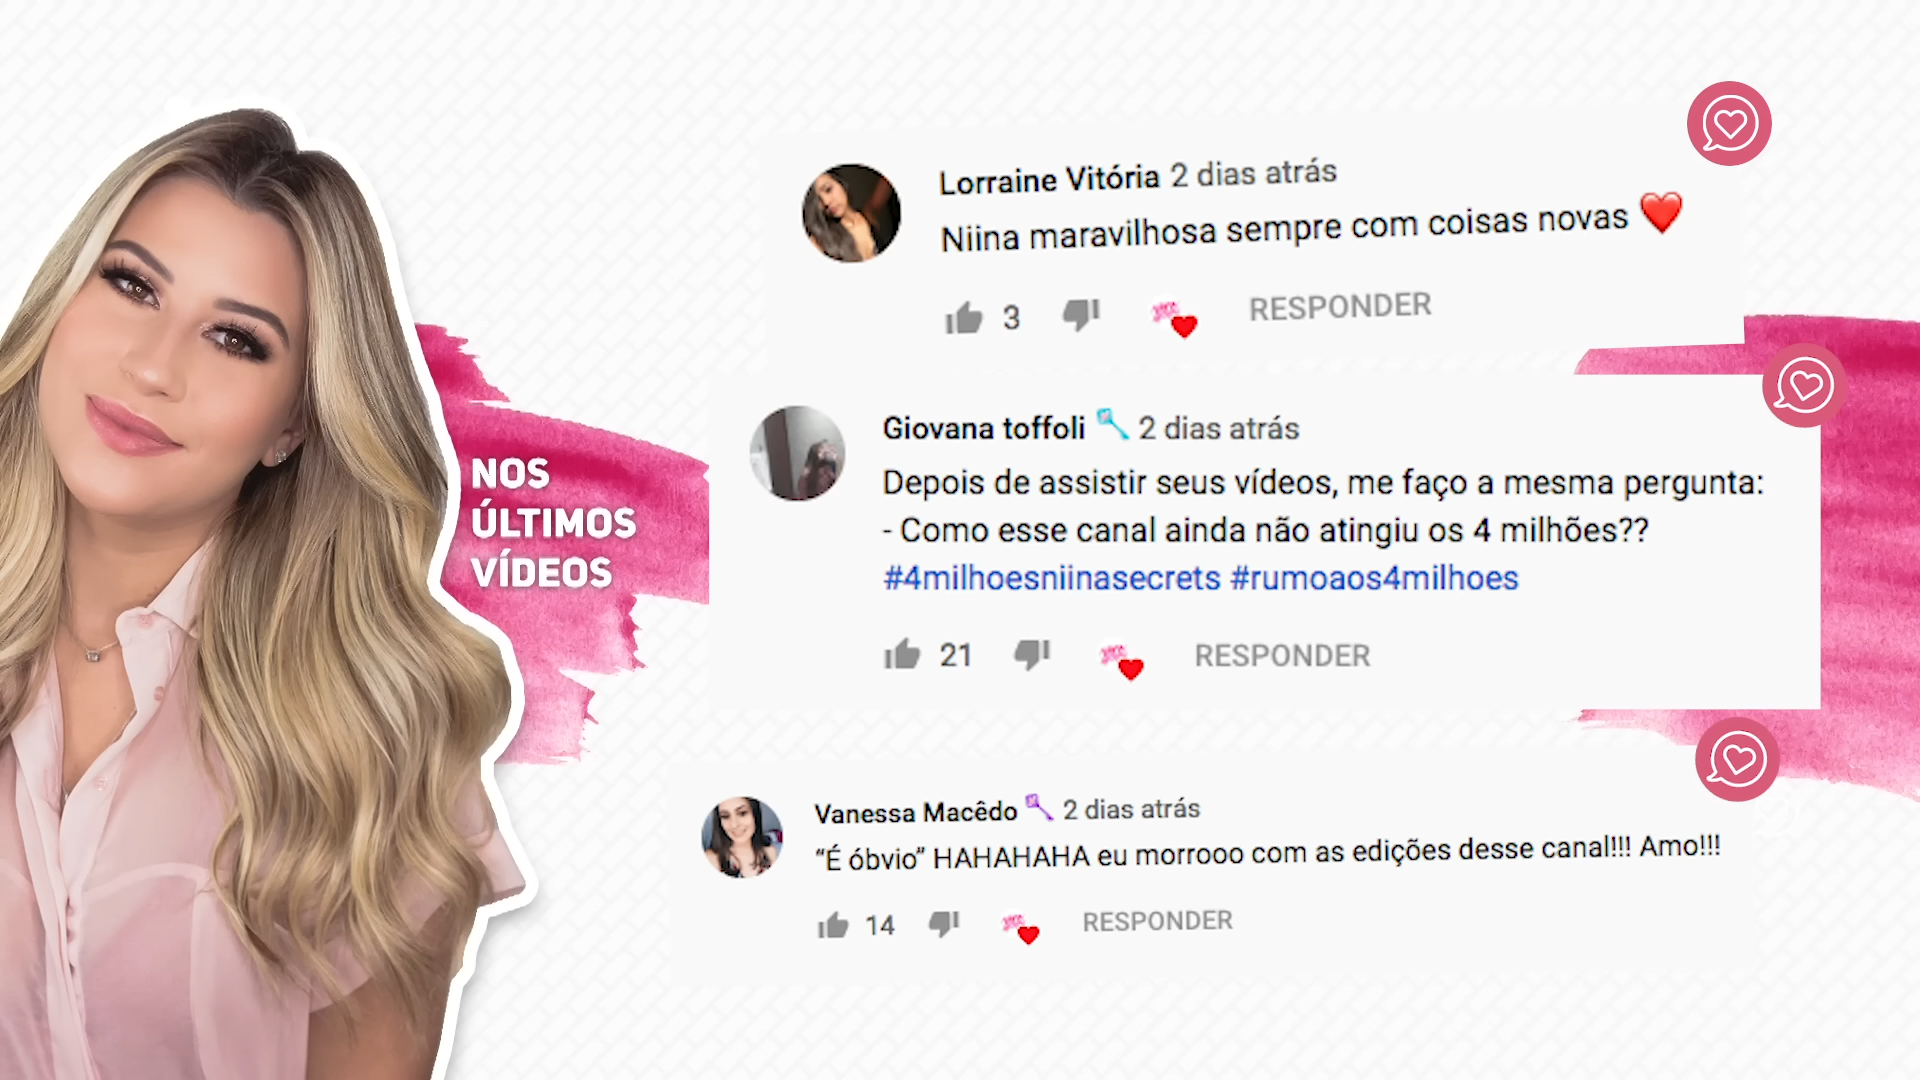 NOS
ÚLTIMOS
VÍDEOS
Lorraine Vitória 2 dias atrás
Niina maravilhosa sempre com coisas novas ❤️
3 RESPONDER
Giovana toffoli 2 dias atrás
Depois de assistir seus vídeos, me faço a mesma pergunta:
- Como esse canal ainda não atingiu os 4 milhões??
#4milhoesniinasecrets #rumoaos4milhoes
21 RESPONDER
Vanessa Macêdo 2 dias atrás
“É óbvio” HAHAHAHA eu morrooo com as edições desse canal!!! Amo!!!
14 RESPONDER